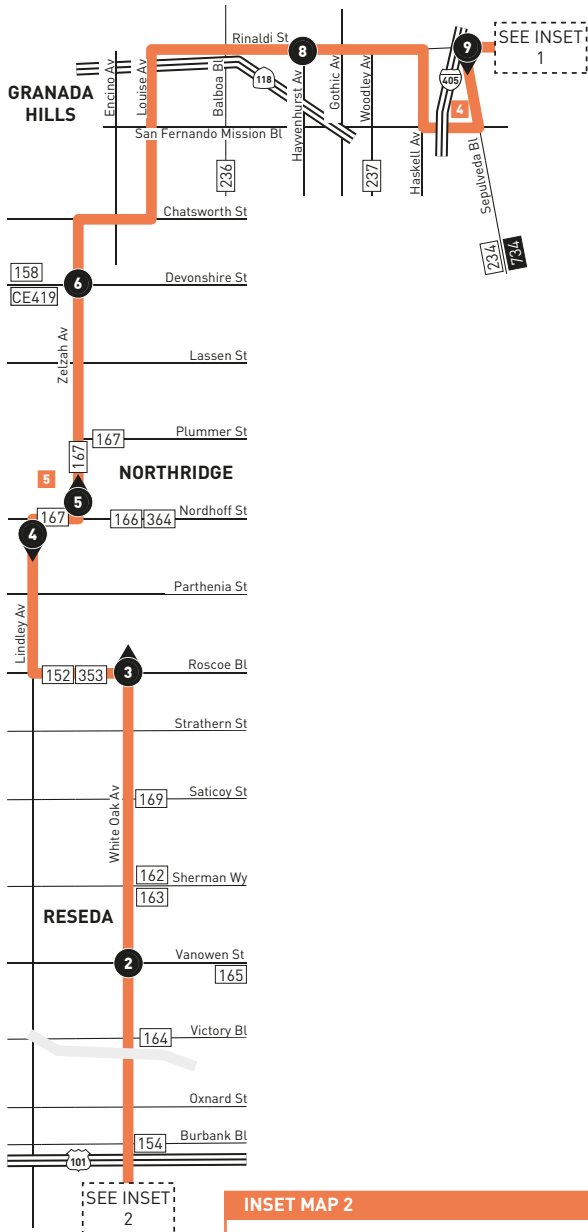 Rinaldi St
8
9
SEE INSET
1
Encino Av
Louise Av
Balboa Bl
118
Hayvenhurst Av
Gothic Av
Woodley Av
405
4
GRANADA
HILLS
San Fernando Mission Bl
236
237
Haskell Av
Sepulveda Bl
234
734
Chatsworth St
158
CE419
6
Devonshire St
Zelzah Av
Lassen St
167
Plummer St
167
5
NORTHRIDGE
5
167
166
364
Nordhoff St
4
Parthenia St
Lindley Av
152
353
3
Roscoe Bl
Strathern St
White Oak Av
169
Saticoy St
162
Sherman Wy
163
RESEDA
2
Vanowen St
165
164
Victory Bl
Oxnard St
154
Burbank Bl
101
SEE INSET
2
INSET MAP 2